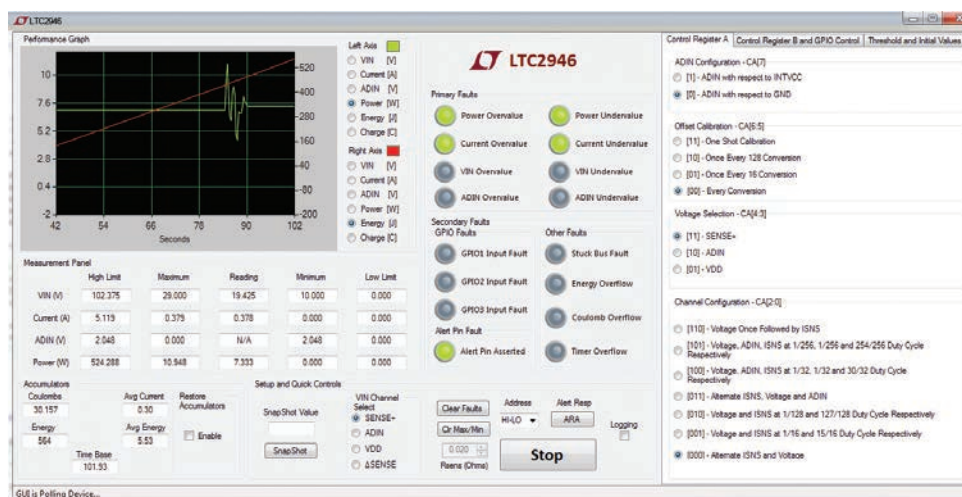 LTC2946
Performance Graph
10
7.6
5.2
2.8
0.4
-2
520
400
280
160
40
-80
-200
42 54 66 78 90 102
Seconds
Left Axis
VIN [V]
Current [A]
ADIN [V]
Power [W]
Energy [J]
Charge [C]
Right Axis
VIN [V]
Current [A]
ADIN [V]
Power [W]
Energy [J]
Charge [C]
LTC2946
Primary Faults
Power Overvalue Power Undervalue
Current Overvalue Current Undervalue
VIN Overvalue VIN Undervalue
ADIN Overvalue ADIN Undervalue
Secondary Faults
GPIO Faults
GPIO1 Input Fault
GPIO2 Input Fault
GPIO3 Input Fault
Other Faults
Stuck Bus Fault
Energy Overflow
Coulomb Overflow
Timer Overflow
Alert Pin Fault
Alert Pin Asserted
Measurement Panel
High Limit Maximum Reading Minimum Low Limit
VIN (V) 102.375 29.000 19.425 10.000 0.000
Current (A) 5.119 0.379 0.378 0.000 0.000
ADIN (V) 2.048 0.000 N/A 2.048 0.000
Power (W) 524.288 10.948 7.333 0.000 0.000
Accumulators
Coulombs
30.157
Avg Current
0.30
Energy
564
Avg Energy
5.53
Time Base
101.93
Restore
Accumulators
Enable
Setup and Quick Controls
SnapShot Value
SnapShot
VIN Channel
Select
SENSE+
ADIN
VDD
ΔSENSE
Clear Faults
Clr Max/Min
0.020
Rsens (Ohms)
Address
HI-LO
Alert Resp
ARA
Logging
Stop
Control Register A Control Register B and GPIO Control Threshold and Initial Values
ADIN Configuration - CA[7]
[1] - ADIN with respect to INTVCC
[0] - ADIN with respect to GND
Offset Calibration - CA[6:5]
[11] - One Shot Calibration
[10] - Once Every 128 Conversion
[01] - Once Every 16 Conversion
[00] - Every Conversion
Voltage Selection - CA[4:3]
[11] - SENSE+
[10] - ADIN
[01] - VDD
Channel Configuration - CA[2:0]
[110] - Voltage Once Followed by ISNS
[101] - Voltage, ADIN, ISNS at 1/256, 1/256 and 254/256 Duty Cycle
Respectively
[100] - Voltage, ADIN, ISNS at 1/32, 1/32 and 30/32 Duty Cycle
Respectively
[011] - Alternate ISNS, Voltage and ADIN
[010] - Voltage and ISNS at 1/128 and 127/128 Duty Cycle Respectively
[001] - Voltage and ISNS at 1/16 and 15/16 Duty Cycle Respectively
[000] - Alternate ISNS and Voltage
GUI is Polling Device...